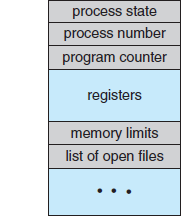 process state
process number
program counter
registers
memory limits
list of open files
• • •